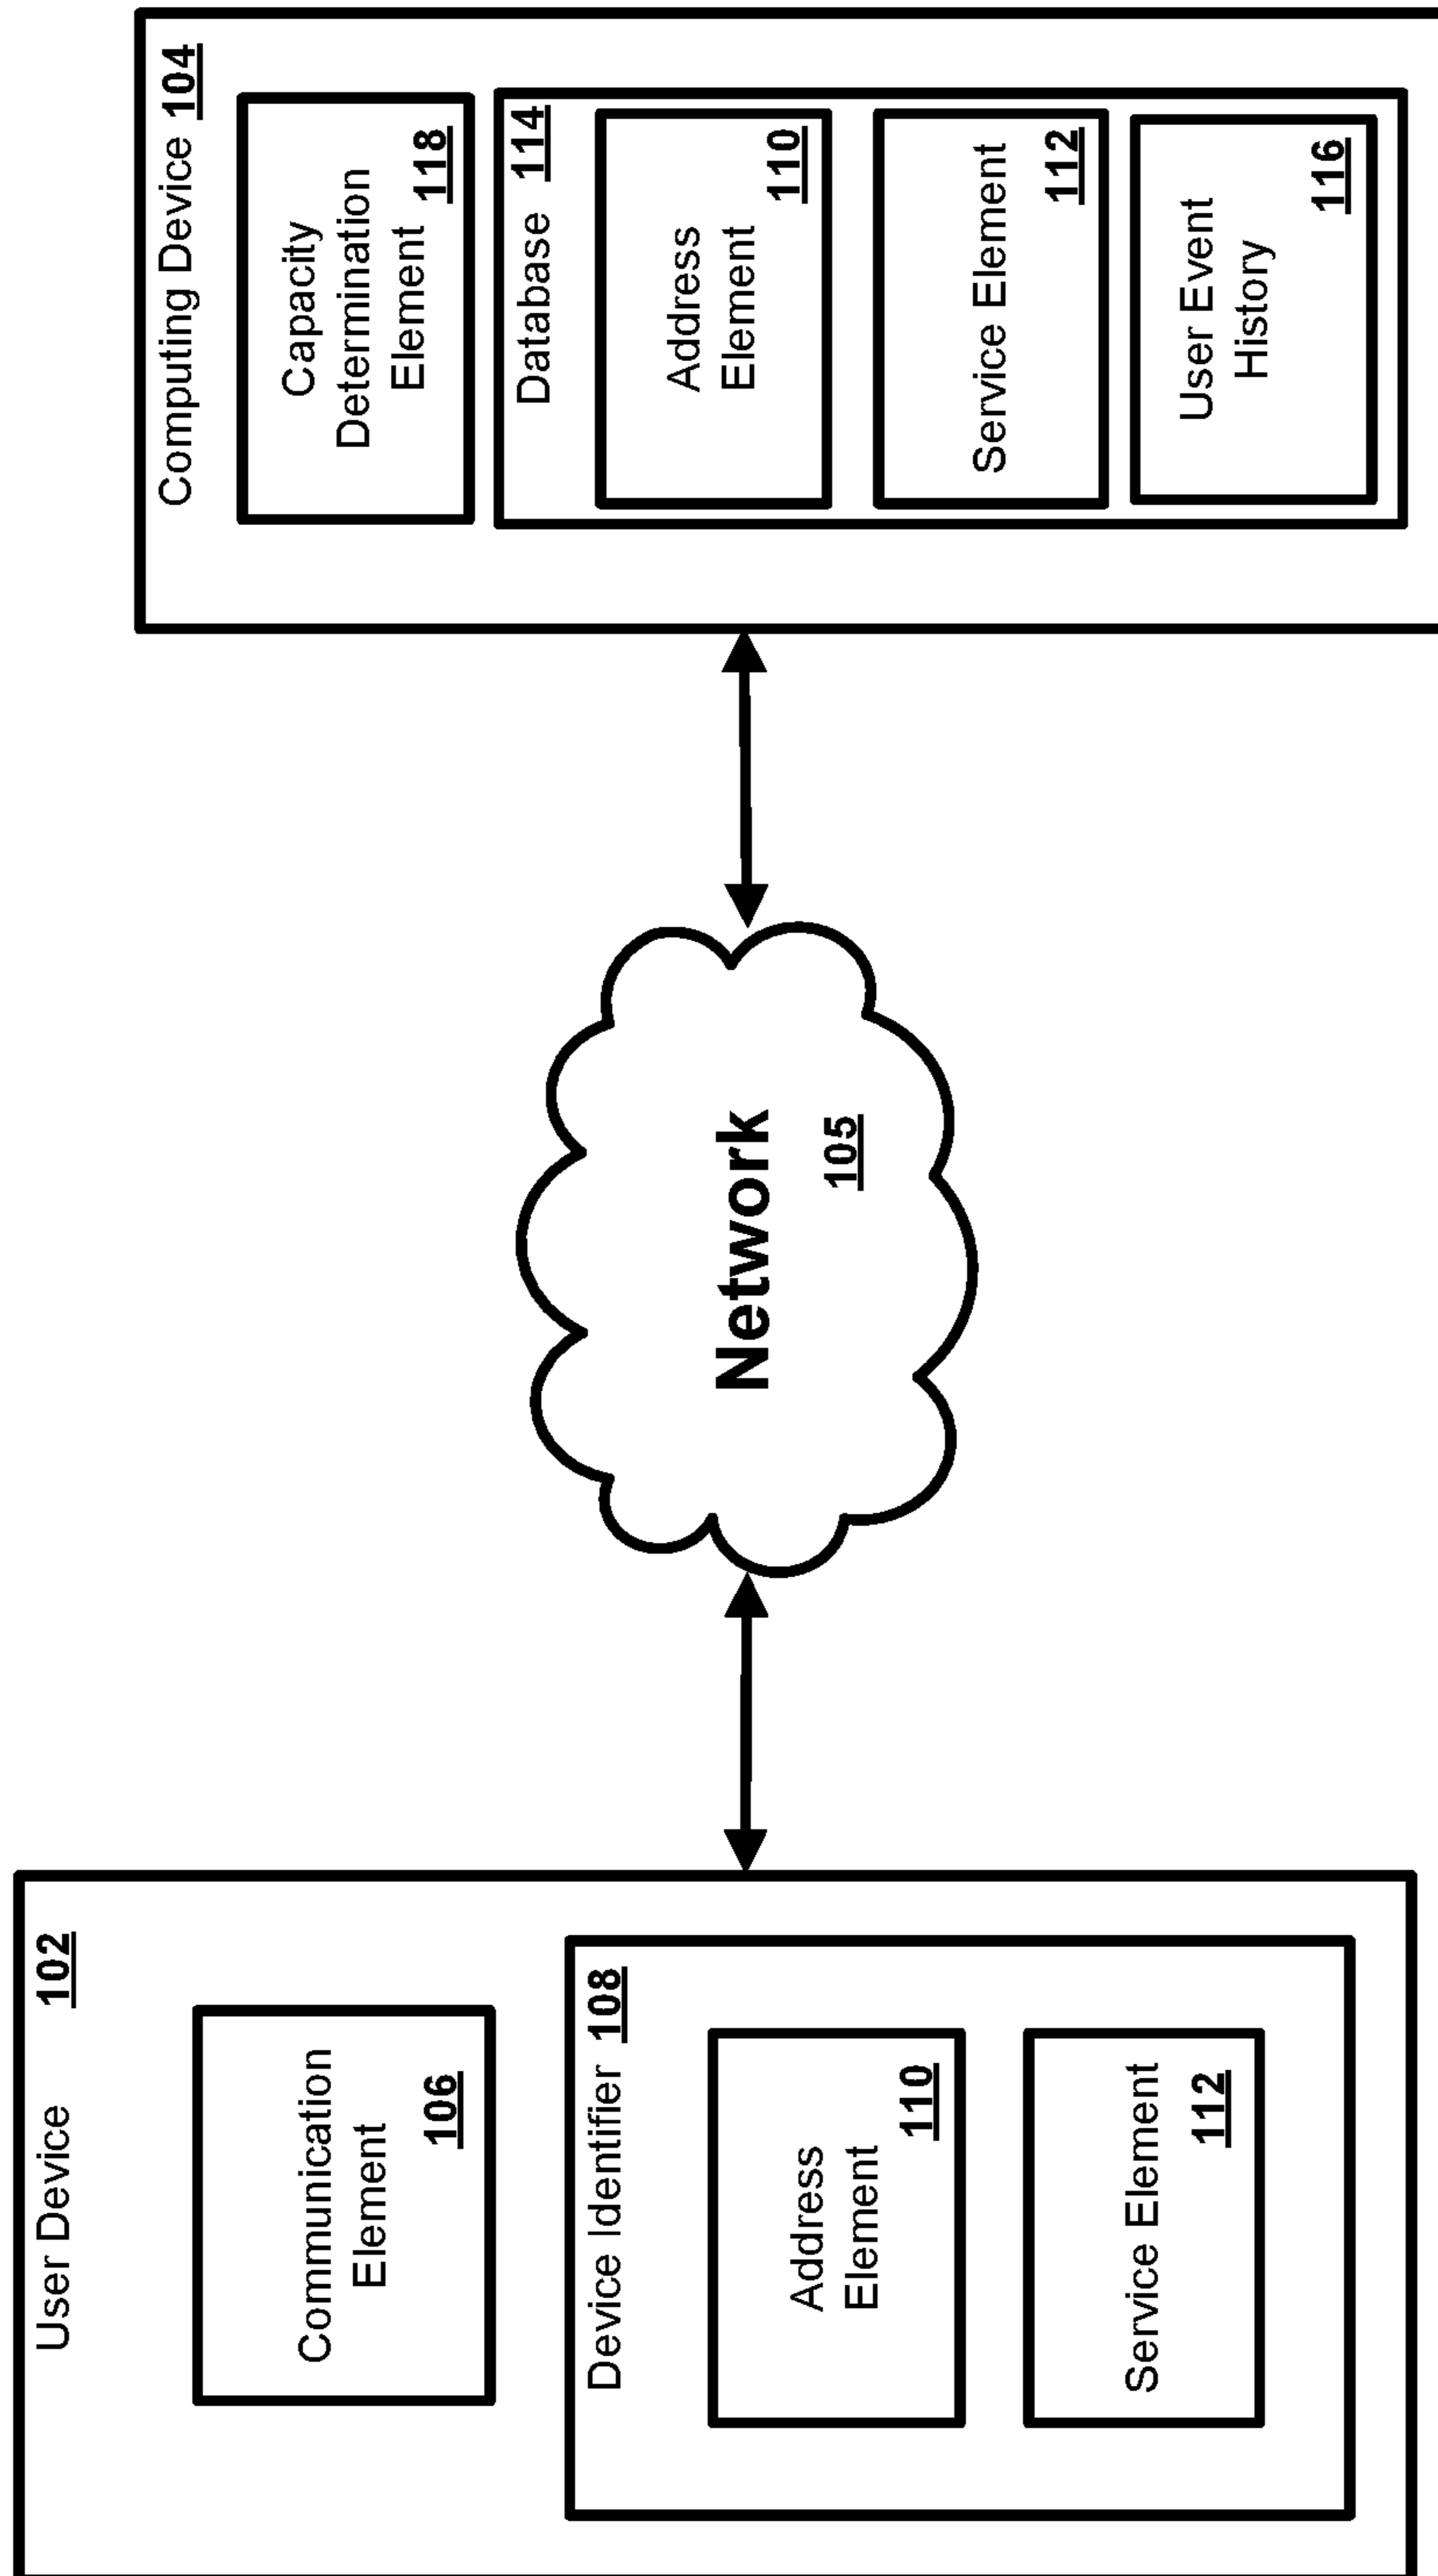 User Device 102
Communication
Element
106
Device Identifier 108
Address
Element
110
Service Element
112
Network
105
Computing Device 104
Capacity
Determination
Element
118
Database 114
Address
Element
110
Service Element
112
User Event
History
116